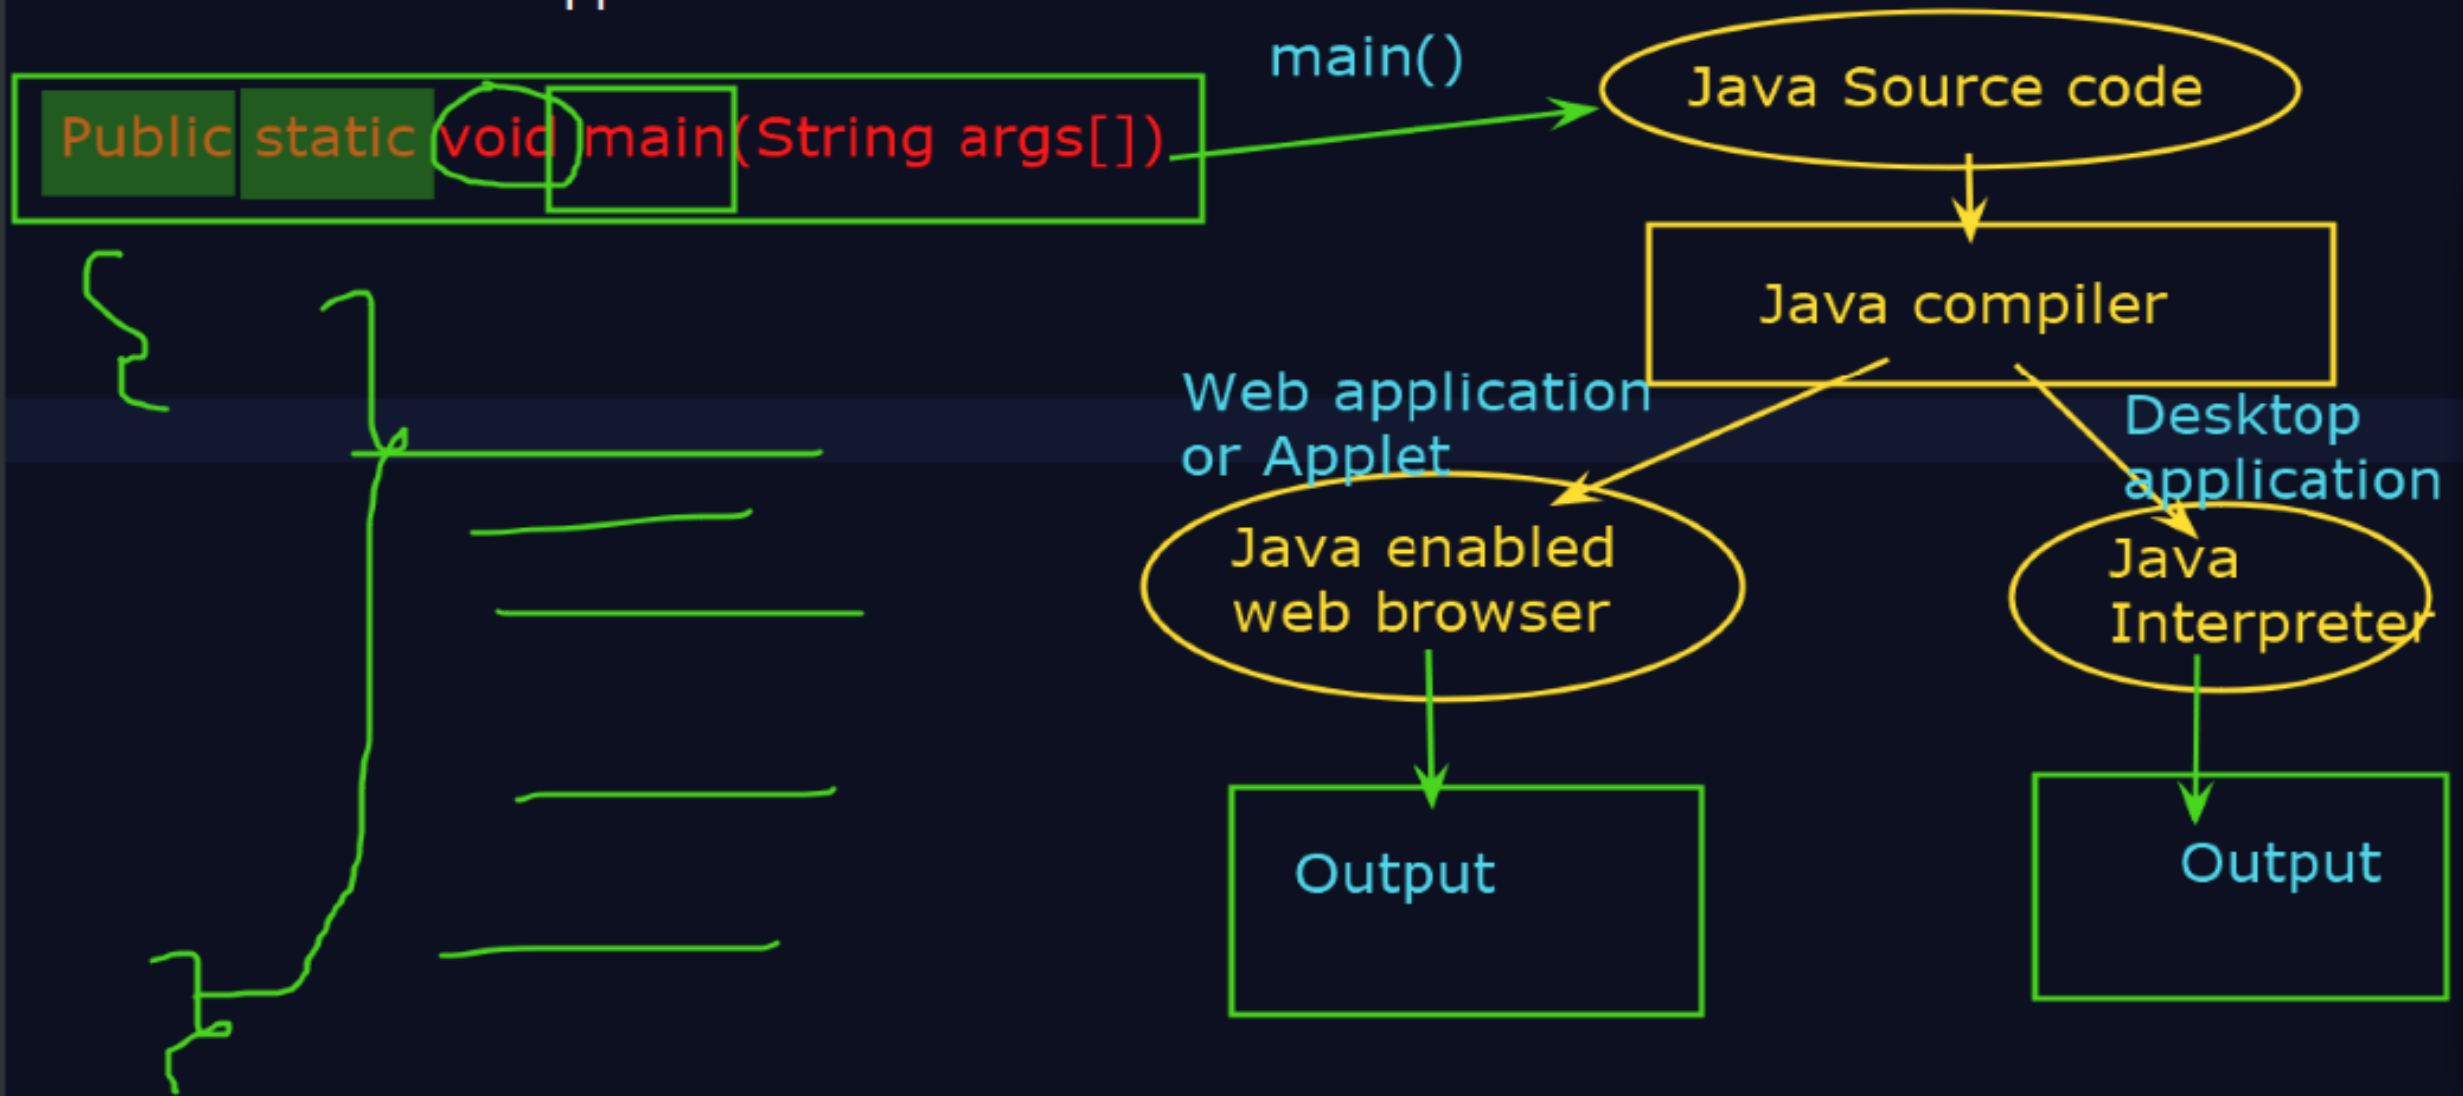 main()
Java Source code
Public static void main(String args[])
Java compiler
Web application
or Applet
Desktop
application
Java enabled
web browser
Java
Interpreter
Output
Output